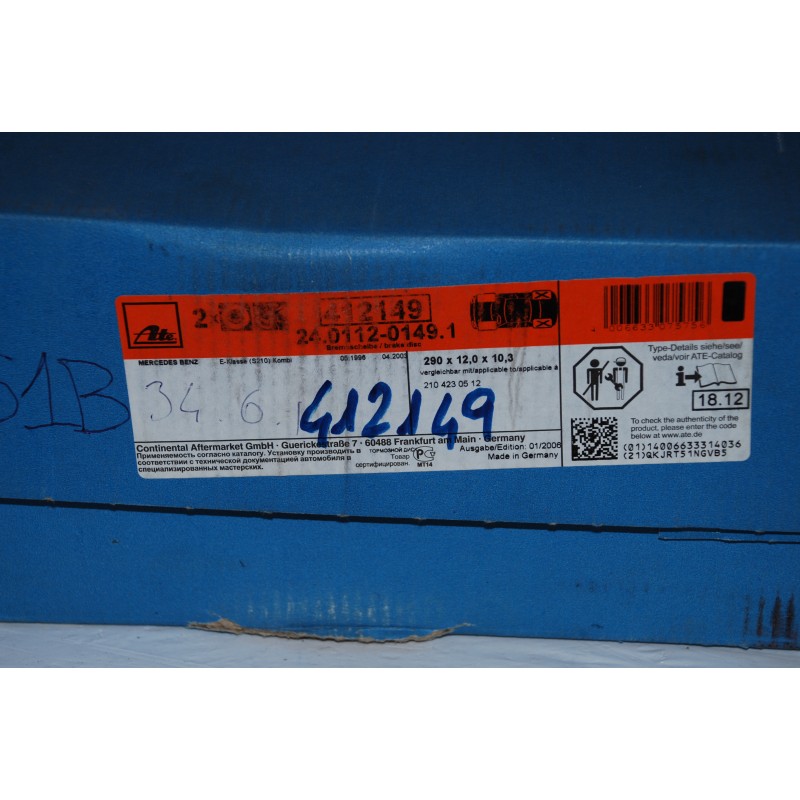 Ate
2x 412149
24.0112-0149.1
Bremsscheibe / brake disc
MERCEDES BENZ E-Klasse (S210) Kombi 05.1996 04.2003
290 x 12,0 x 10,3
vergleichbar mit/applicable to/applicable à
210 423 05 12
Type-Details siehe/see/
veda/voir ATE-Catalog
i
18.12
To check the authenticity of the
product, please enter the code
below at www.ate.de
(01)14006633314036
(21)QKJRT51NGVB5
51B
34.6.
412149
Continental Aftermarket GmbH · Guerickestraße 7 · 60488 Frankfurt am Main · Germany
Применяемость согласно каталогу. Установку производить в
соответствии с технической документацией автомобиля в
специализированных мастерских.
ТОРМОЗНОЙ ДИСК
Товар
сертифицирован.
МТ14
Ausgabe/Edition: 01/2006
Made in Germany